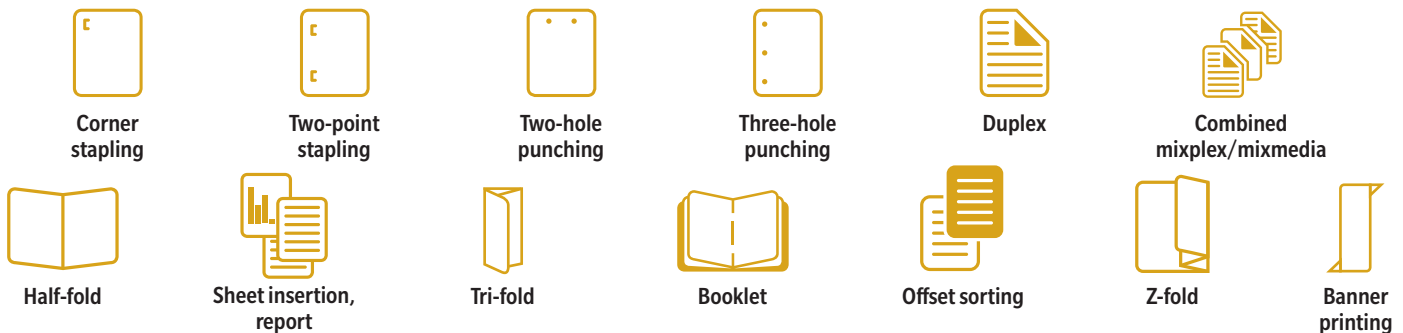 Corner
stapling
Two-point
stapling
Two-hole
punching
Three-hole
punching
Duplex
Combined
mixplex/mixmedia
Half-fold
Sheet insertion,
report
Tri-fold
Booklet
Offset sorting
Z-fold
Banner
printing